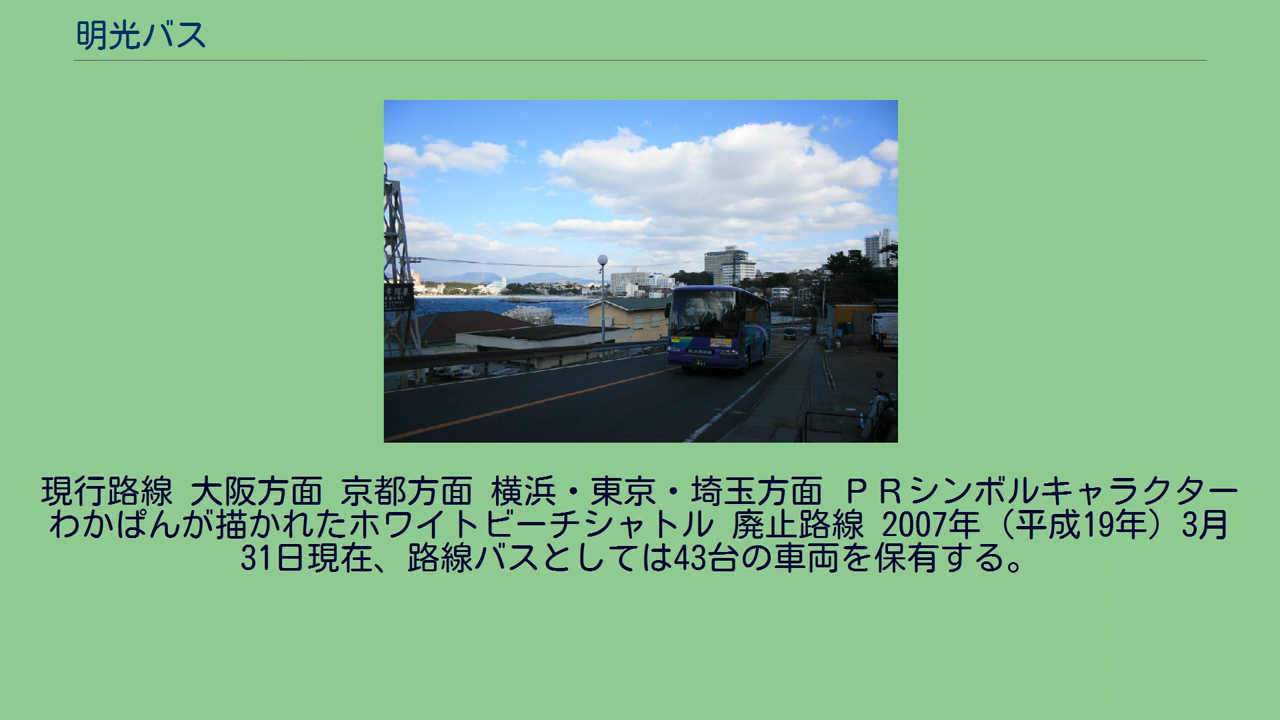 明光バス
現行路線 大阪方面 京都方面 横浜・東京・埼玉方面 ＰＲシンボルキャラクター
わかぱんが描かれたホワイトビーチシャトル 廃止路線 2007年（平成19年）3月
31日現在、路線バスとしては43台の車両を保有する。